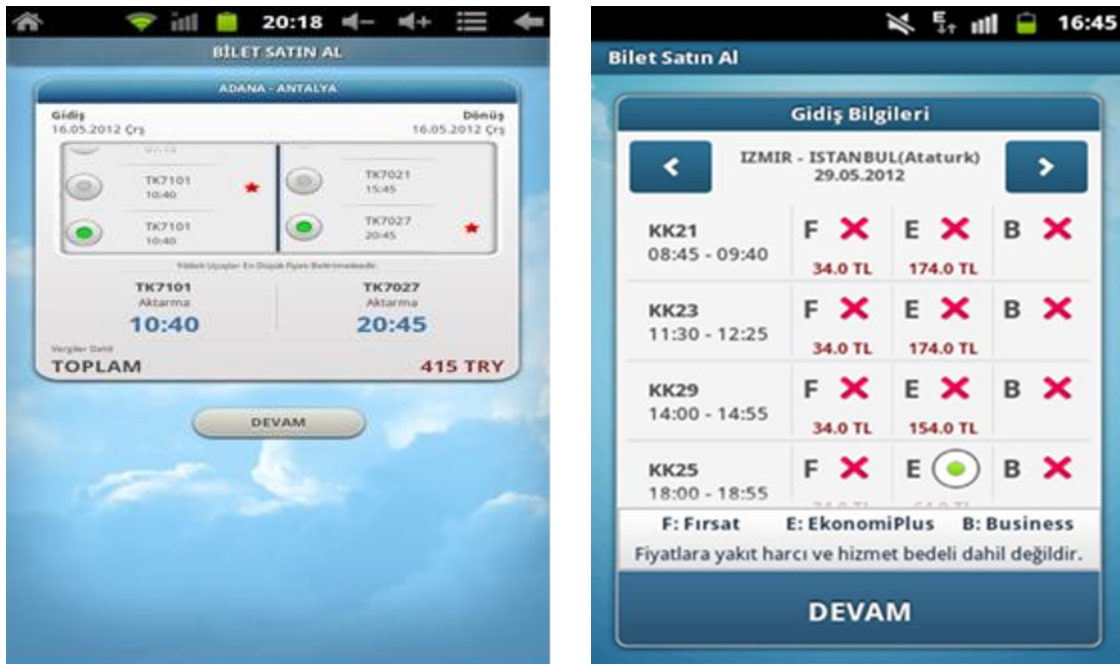 20:18
BİLET SATIN AL
ADANA - ANTALYA
Gidiş Dönüş
16.05.2012 Çrş 16.05.2012 Çrş
TK7101 TK7021
10:40 15:45
TK7101 TK7027
10:40 20:45
TK7101 TK7027
Aktarma Aktarma
10:40 20:45
Vergiler Dahil
TOPLAM 415 TRY
DEVAM
16:45
Bilet Satın Al
Gidiş Bilgileri
IZMIR - ISTANBUL(Ataturk)
29.05.2012
KK21 F E B
08:45 - 09:40
34.0 TL 174.0 TL
KK23 F E B
11:30 - 12:25
34.0 TL 174.0 TL
KK29 F E B
14:00 - 14:55
34.0 TL 154.0 TL
KK25 F E B
18:00 - 18:55
F: Fırsat E: EkonomiPlus B: Business
Fiyatlara yakıt harcı ve hizmet bedeli dahil değildir.
DEVAM